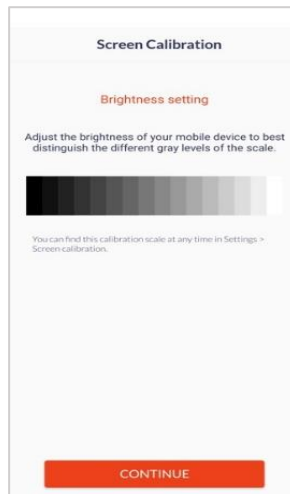 Screen Calibration
Brightness setting
Adjust the brightness of your mobile device to best
distinguish the different gray levels of the scale.
You can find this calibration scale at any time in Settings >
Screen calibration.
CONTINUE